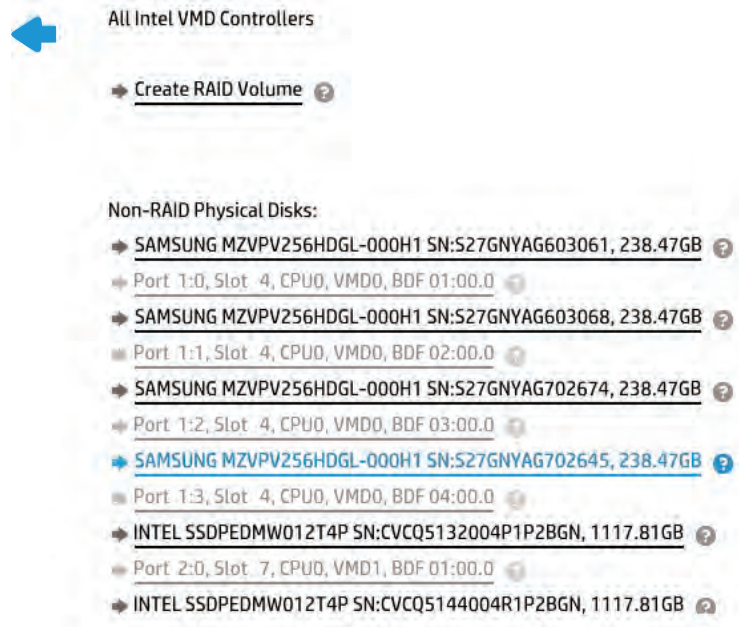 All Intel VMD Controllers
Create RAID Volume
Non-RAID Physical Disks:
SAMSUNG MZVPV256HDGL-000H1 SN:S27GNYAG603061, 238.47GB
Port 1:0, Slot 4, CPU0, VMD0, BDF 01:00.0
SAMSUNG MZVPV256HDGL-000H1 SN:S27GNYAG603068, 238.47GB
Port 1:1, Slot 4, CPU0, VMD0, BDF 02:00.0
SAMSUNG MZVPV256HDGL-000H1 SN:S27GNYAG702674, 238.47GB
Port 1:2, Slot 4, CPU0, VMD0, BDF 03:00.0
SAMSUNG MZVPV256HDGL-000H1 SN:S27GNYAG702645, 238.47GB
Port 1:3, Slot 4, CPU0, VMD0, BDF 04:00.0
INTEL SSDPEDMW012T4P SN:CVCQ5132004P1P2BGN, 1117.81GB
Port 2:0, Slot 7, CPU0, VMD1, BDF 01:00.0
INTEL SSDPEDMW012T4P SN:CVCQ5144004R1P2BGN, 1117.81GB